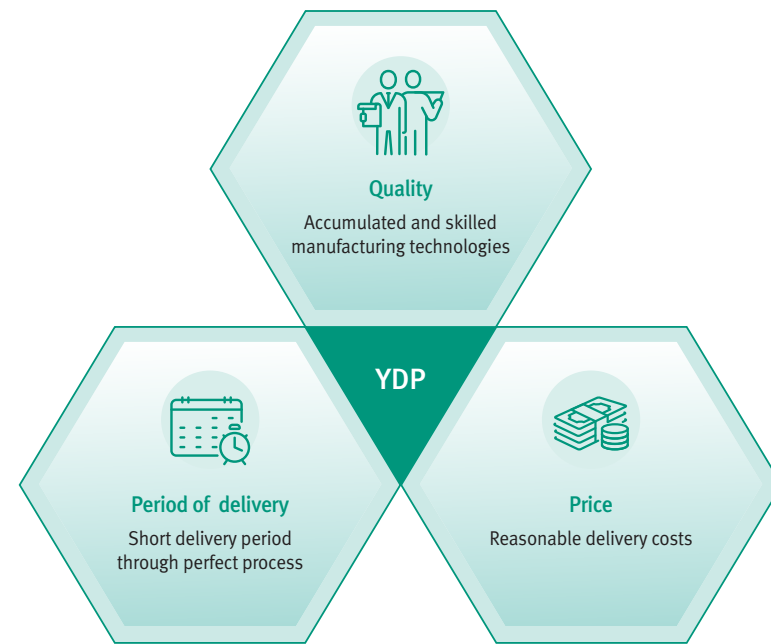 Quality
Accumulated and skilled
manufacturing technologies
YDP
Period of delivery
Short delivery period
through perfect process
Price
Reasonable delivery costs